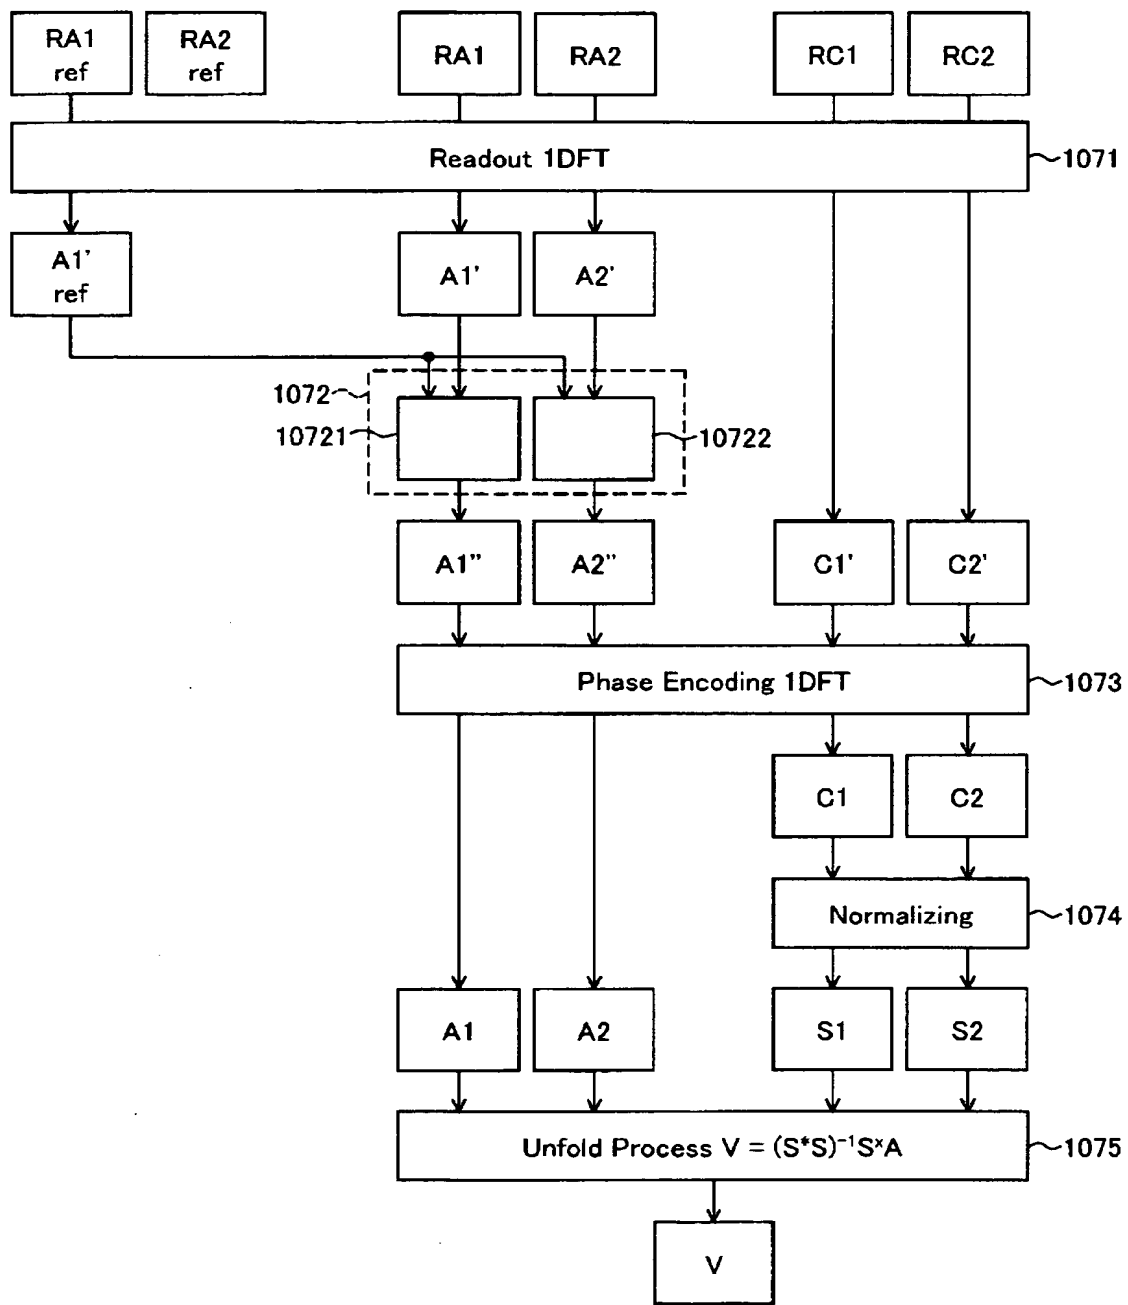 RA1 ref
RA2 ref
RA1
RA2
RC1
RC2
Readout 1DFT
1071
A1' ref
A1'
A2'
1072
10721
10722
A1"
A2"
C1'
C2'
Phase Encoding 1DFT
1073
C1
C2
Normalizing
1074
A1
A2
S1
S2
Unfold Process V = (S*S)⁻¹SˣA
1075
V